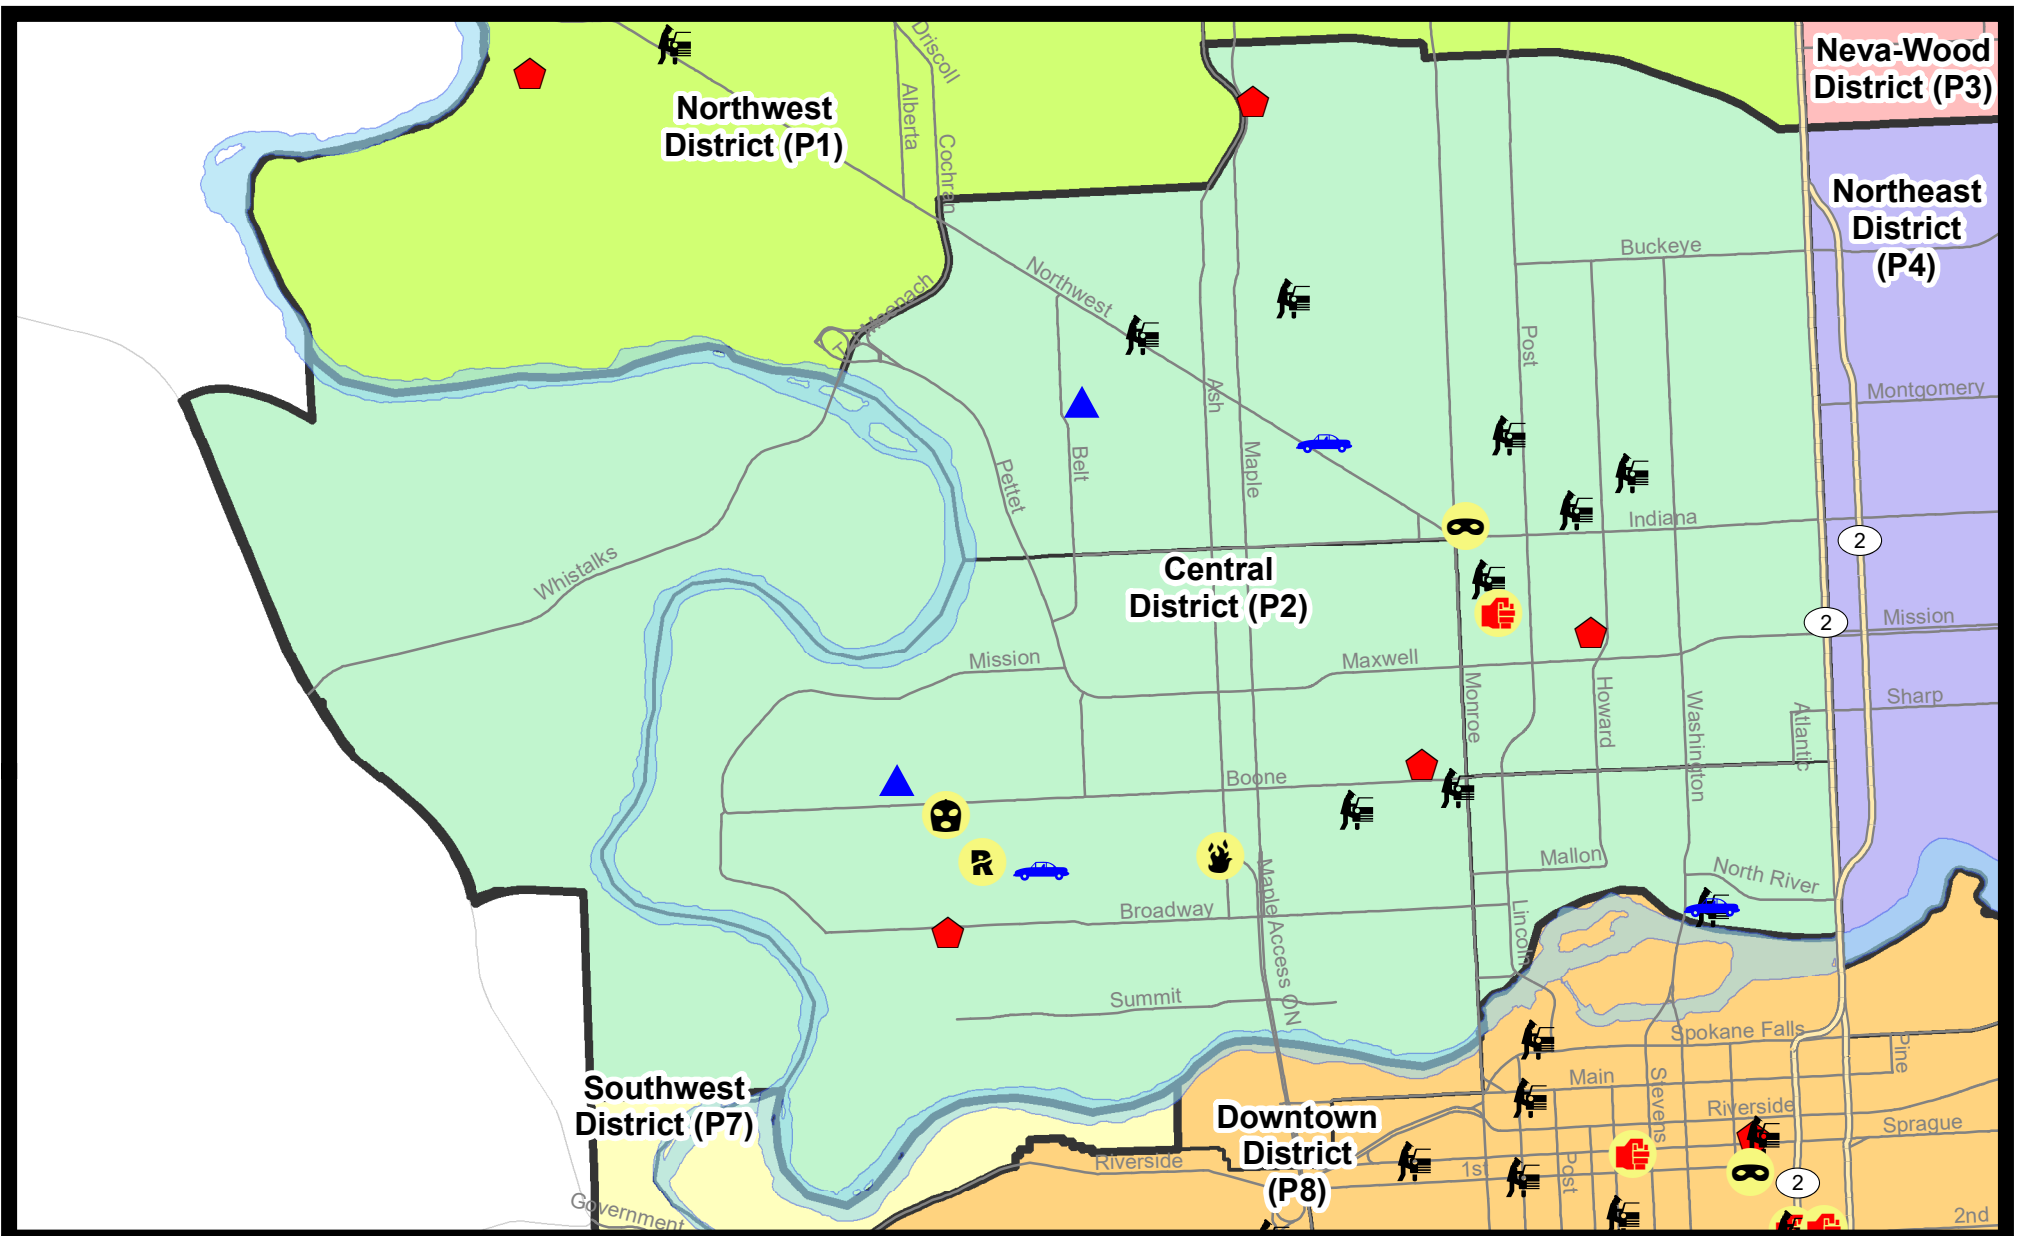 Neva-Wood
District (P3)
Driscoll
Northwest
District (P1)
Alberta
Cochran
Northeast
District
(P4)
Buckeye
Northwest
Post
Ash
Montgomery
Maple
Belt
Pettet
Indiana
2
Whistalks
Central
District (P2)
2
Mission
Mission
Maxwell
Monroe
Howard
Washington
Atlantic
Sharp
Boone
R
Mallon
North River
Maple Access ON
Broadway
Lincoln
Summit
Spokane Falls
Pine
Main
Stevens
Southwest
District (P7)
Downtown
District
(P8)
Riverside
Sprague
Riverside
1st
Post
2
Government
2nd